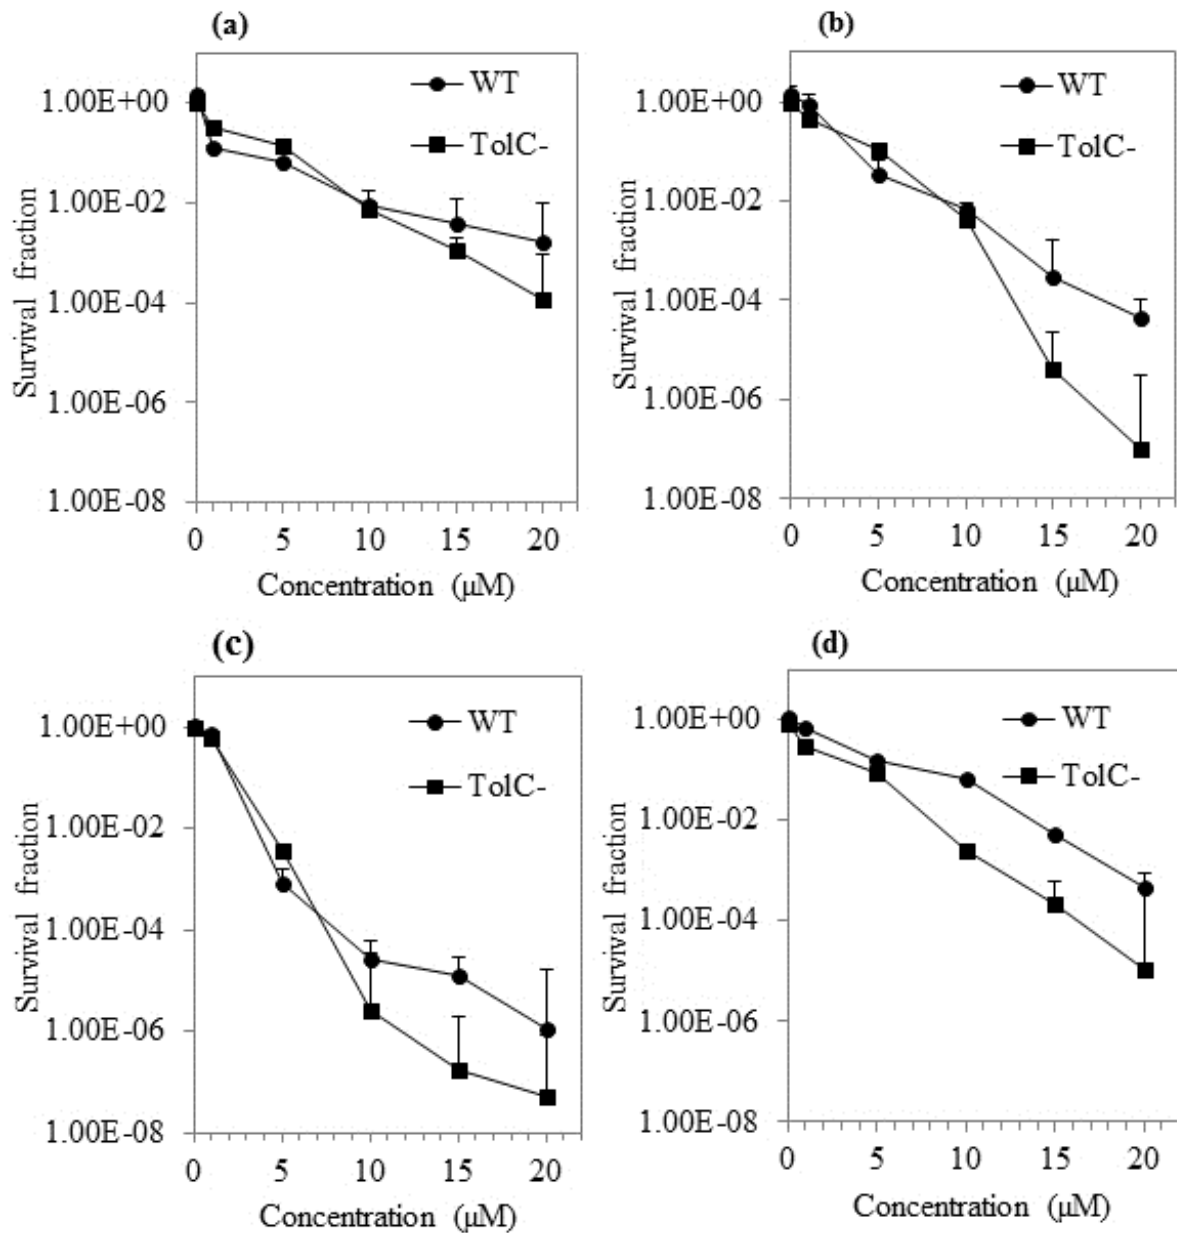 (a)
WT
TolC-
1.00E+00
1.00E-02
1.00E-04
1.00E-06
1.00E-08
Survival fraction
0 5 10 15 20
Concentration (μM)
(b)
WT
TolC-
1.00E+00
1.00E-02
1.00E-04
1.00E-06
1.00E-08
Survival fraction
0 5 10 15 20
Concentration (μM)
(c)
WT
TolC-
1.00E+00
1.00E-02
1.00E-04
1.00E-06
1.00E-08
Survival fraction
0 5 10 15 20
Concentration (μM)
(d)
WT
TolC-
1.00E+00
1.00E-02
1.00E-04
1.00E-06
1.00E-08
Survival fraction
0 5 10 15 20
Concentration (μM)